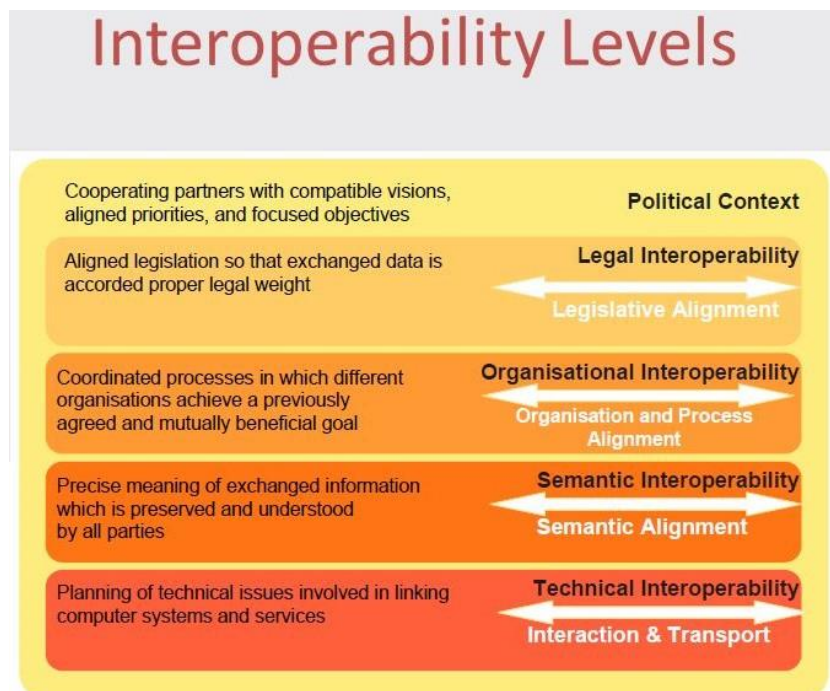 Interoperability Levels
Cooperating partners with compatible visions,
aligned priorities, and focused objectives
Political Context
Aligned legislation so that exchanged data is
accorded proper legal weight
Legal Interoperability
Legislative Alignment
Coordinated processes in which different
organisations achieve a previously
agreed and mutually beneficial goal
Organisational Interoperability
Organisation and Process
Alignment
Precise meaning of exchanged information
which is preserved and understood
by all parties
Semantic Interoperability
Semantic Alignment
Planning of technical issues involved in linking
computer systems and services
Technical Interoperability
Interaction & Transport